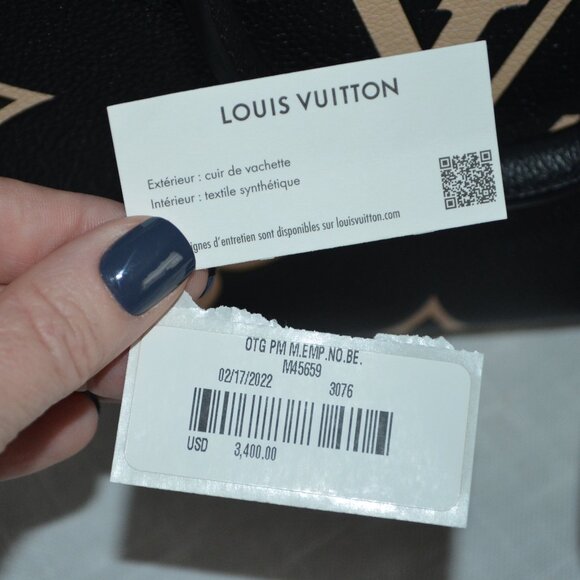 LOUIS VUITTON
Extérieur : cuir de vachette
Intérieur : textile synthétique
d'entretien sont disponibles sur louisvuitton.com
OTG PM M.EMP.NO.BE.
M45659
02/17/2022 3076
USD 3,400.00